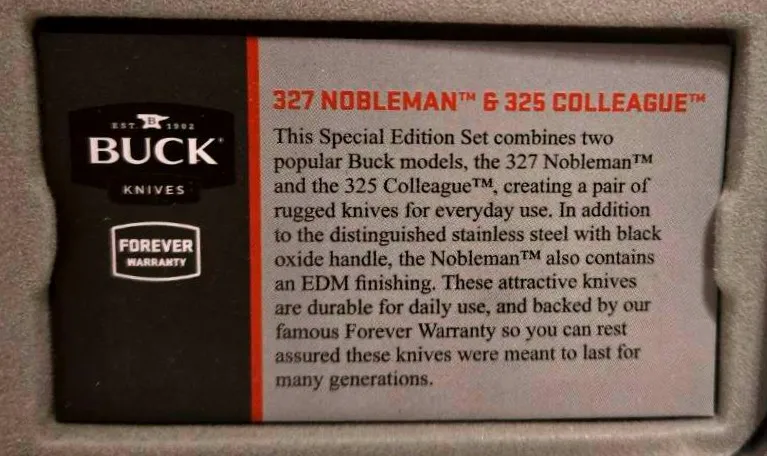 EST. B 1902
BUCK
KNIVES
FOREVER
WARRANTY
327 NOBLEMAN™ & 325 COLLEAGUE™
This Special Edition Set combines two
popular Buck models, the 327 Nobleman™
and the 325 Colleague™, creating a pair of
rugged knives for everyday use. In addition
to the distinguished stainless steel with black
oxide handle, the Nobleman™ also contains
an EDM finishing. These attractive knives
are durable for daily use, and backed by our
famous Forever Warranty so you can rest
assured these knives were meant to last for
many generations.